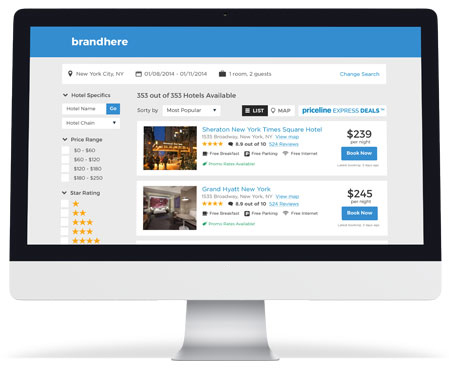 brandhere
New York City, NY 01/08/2014 - 01/11/2014 1 room, 2 guests Change Search
Hotel Specifics
Hotel Name Go
Hotel Chain
Price Range
$0 - $60
$60 - $120
$120 - $180
$180 - $250
Star Rating
353 out of 353 Hotels Available
Sorty by Most Popular LIST MAP priceline EXPRESS DEALS
Sheraton New York Times Square Hotel
1533 Broadway, New York, NY View map
8.9 out of 10 524 Reviews
Free Breakfast Free Parking Free Internet
Promo Rates Available!
$239
per night
Book Now
Grand Hyatt New York
1533 Broadway, New York, NY View map
8.9 out of 10 524 Reviews
Free Breakfast Free Parking Free Internet
Promo Rates Available!
$245
per night
Book Now